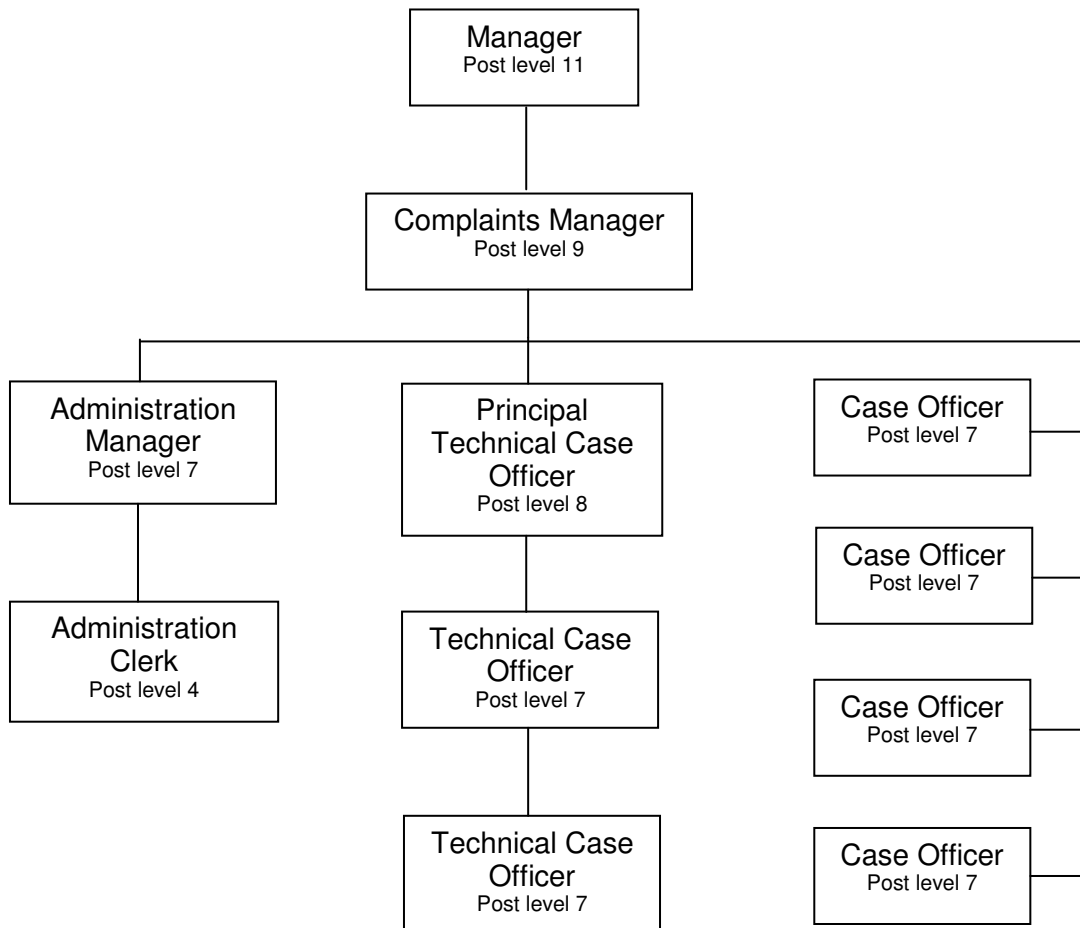 Manager
Post level 11
Complaints Manager
Post level 9
Administration
Manager
Post level 7
Administration
Clerk
Post level 4
Principal
Technical Case
Officer
Post level 8
Technical Case
Officer
Post level 7
Technical Case
Officer
Post level 7
Case Officer
Post level 7
Case Officer
Post level 7
Case Officer
Post level 7
Case Officer
Post level 7